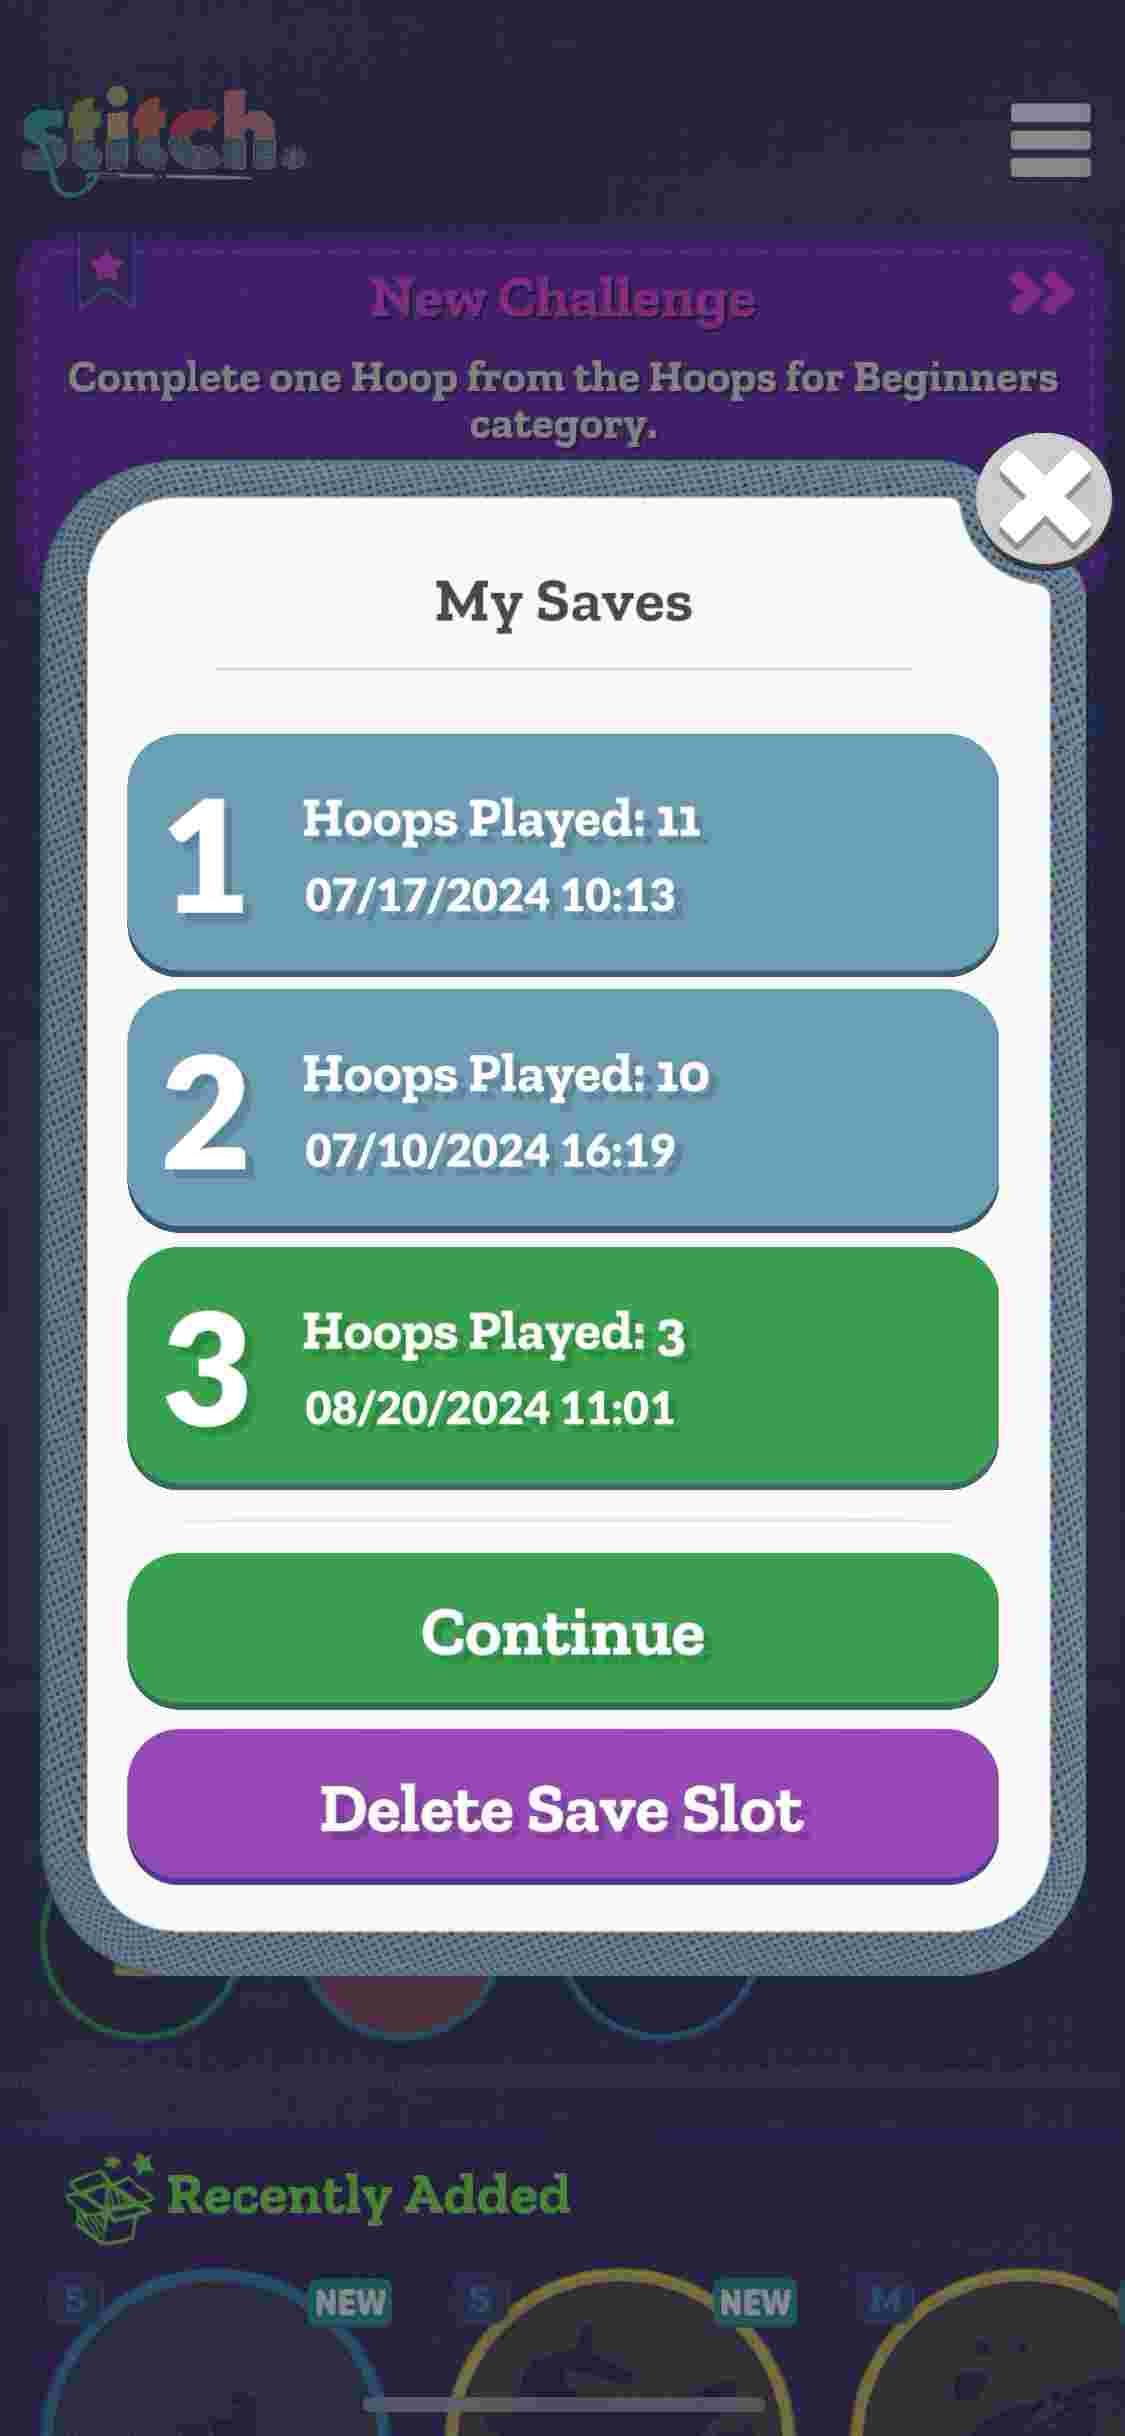 stitch.
New Challenge
Complete one Hoop from the Hoops for Beginners
category.
My Saves
1
Hoops Played: 11
07/17/2024 10:13
2
Hoops Played: 10
07/10/2024 16:19
3
Hoops Played: 3
08/20/2024 11:01
Continue
Delete Save Slot
Recently Added
S NEW S NEW M